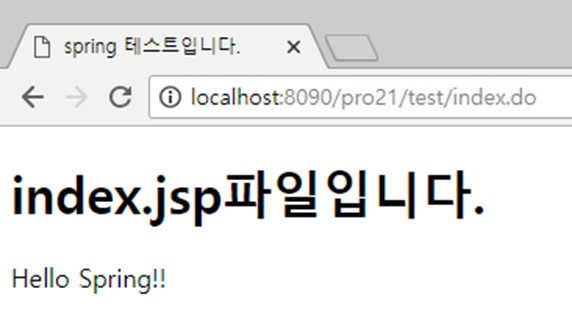 spring 테스트입니다.
localhost:8090/pro21/test/index.do
index.jsp파일입니다.
Hello Spring!!